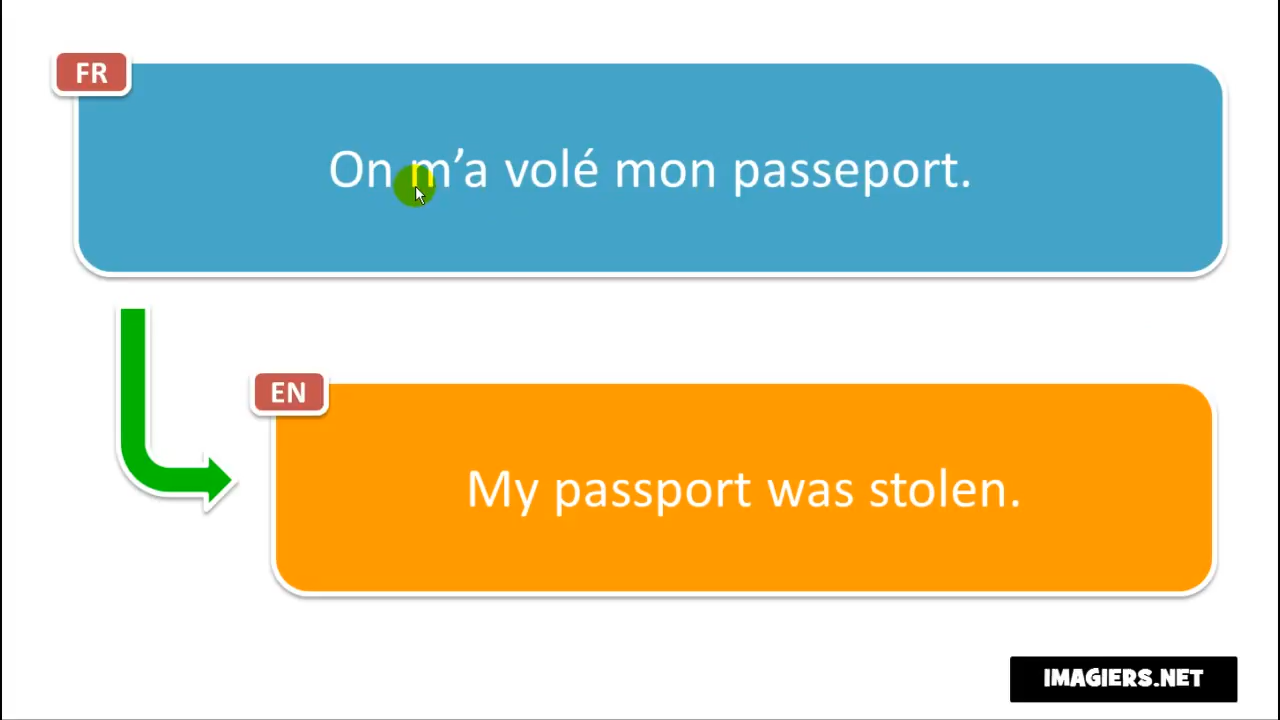 FR
On m’a volé mon passeport.
EN
My passport was stolen.
IMAGIERS.NET